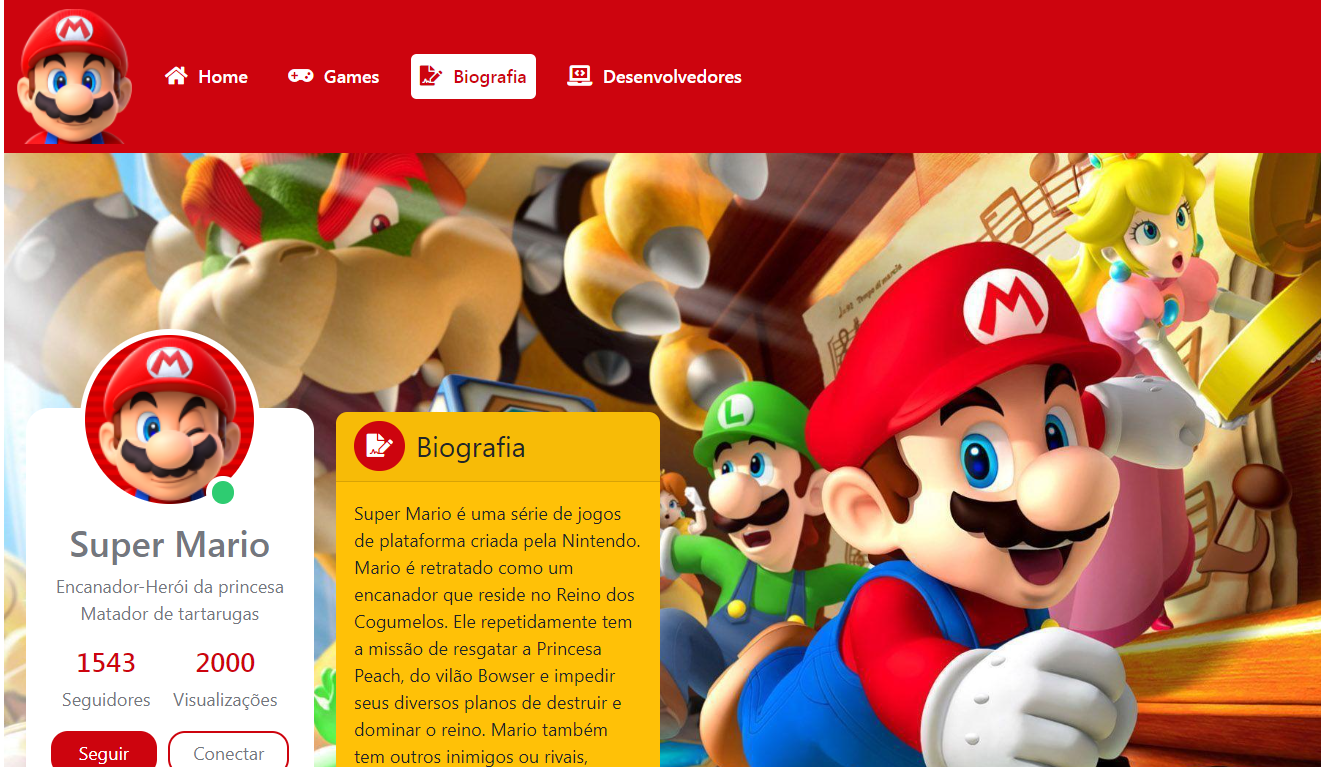 Home
Games
Biografia
Desenvolvedores
M
M
L
M
Super Mario
Encanador-Herói da princesa
Matador de tartarugas
1543
2000
Seguidores
Visualizações
Seguir
Conectar
Biografia
Super Mario é uma série de jogos
de plataforma criada pela Nintendo.
Mario é retratado como um
encanador que reside no Reino dos
Cogumelos. Ele repetidamente tem
a missão de resgatar a Princesa
Peach, do vilão Bowser e impedir
seus diversos planos de destruir e
dominar o reino. Mario também
tem outros inimigos ou rivais,